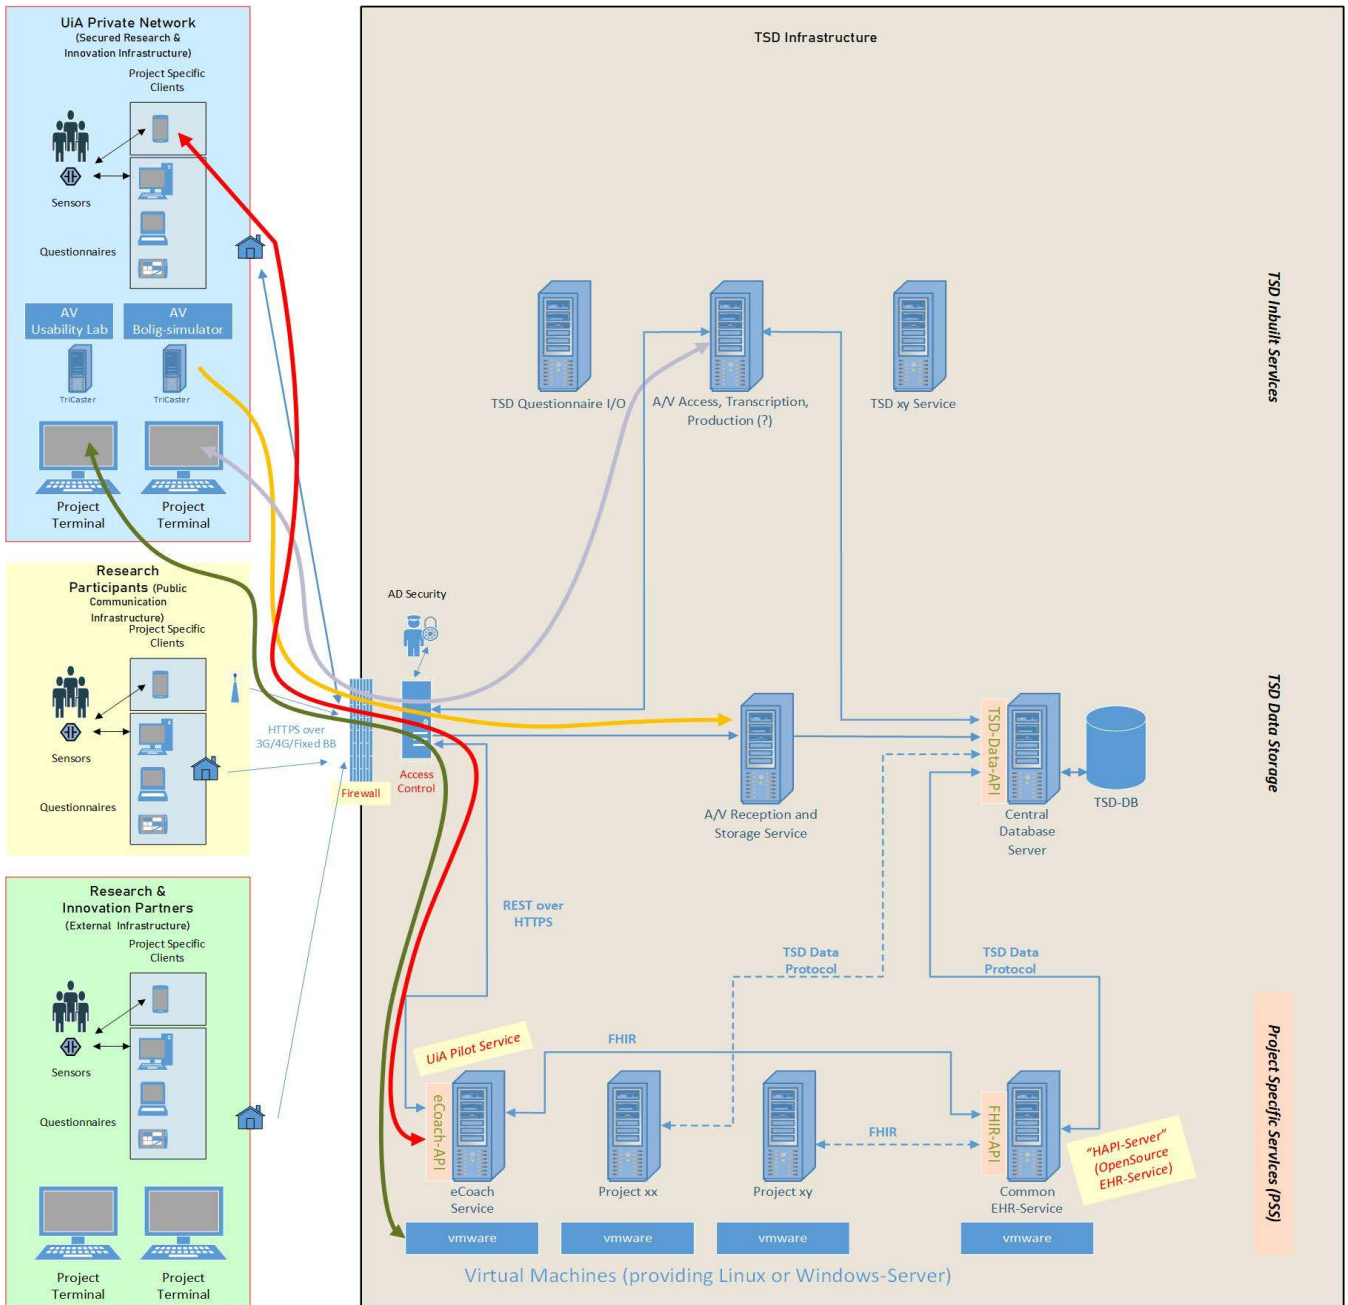 UiA Private Network
(Secured Research &
Innovation Infrastructure)
Project Specific
Clients
Sensors
Questionnaires
AV
Usability Lab
AV
Bolig-simulator
TriCaster
TriCaster
Project
Terminal
Project
Terminal
Research
Participants (Public
Communication
Infrastructure)
Project Specific
Clients
Sensors
Questionnaires
HTTPS over
3G/4G/Fixed BB
Firewall
Research &
Innovation Partners
(External Infrastructure)
Project Specific
Clients
Sensors
Questionnaires
Project
Terminal
Project
Terminal
TSD Infrastructure
TSD Inbuilt Services
TSD Questionnaire I/O
A/V Access, Transcription,
Production (?)
TSD xy Service
AD Security
Access
Control
TSD Data Storage
A/V Reception and
Storage Service
TSD-Data-API
Central
Database
Server
TSD-DB
REST over
HTTPS
TSD Data
Protocol
TSD Data
Protocol
Project Specific Services (PSS)
UiA Pilot Service
FHIR
eCoach-API
eCoach
Service
Project xx
Project xy
FHIR
FHIR-API
Common
EHR-Service
“HAPI-Server”
(OpenSource
EHR-Service)
vmware
vmware
vmware
vmware
Virtual Machines (providing Linux or Windows-Server)